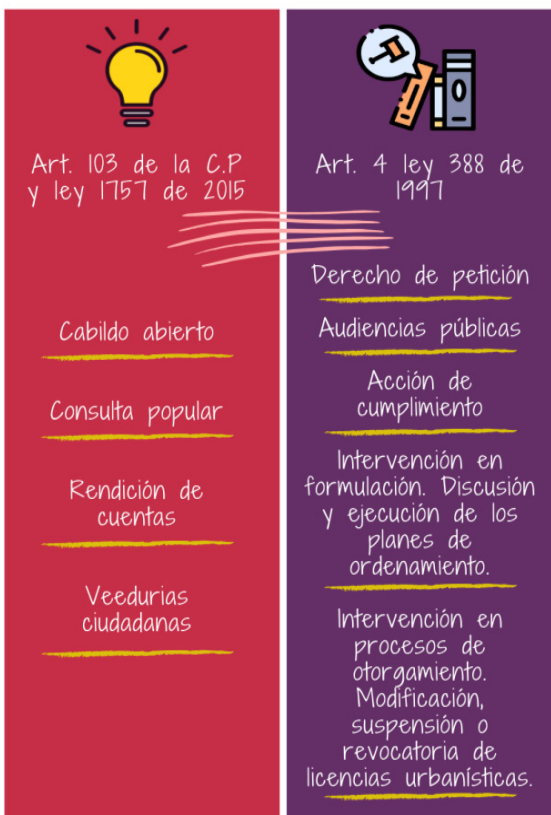 Art. 103 de la C.P
y ley 1757 de 2015
Cabildo abierto
Consulta popular
Rendición de
cuentas
Veedurias
ciudadanas
Art. 4 ley 388 de
1997
Derecho de petición
Audiencias públicas
Acción de
cumplimiento
Intervención en
formulación. Discusión
y ejecución de los
planes de
ordenamiento.
Intervención en
procesos de
otorgamiento.
Modificación,
suspensión o
revocatoria de
licencias urbanísticas.